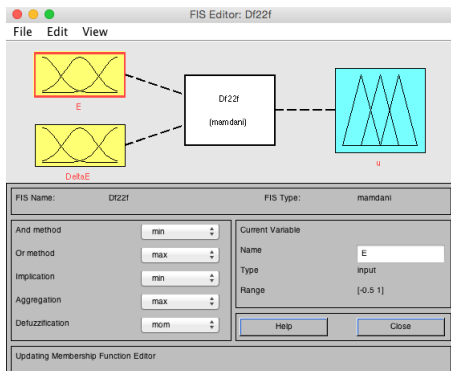 FIS Editor: Df22f
File Edit View
E
Df22f
(mamdani)
DeltaE
u
FIS Name: Df22f FIS Type: mamdani
And method min
Or method max
Implication min
Aggregation max
Defuzzification mom
Current Variable
Name E
Type input
Range [-0.5 1]
Help Close
Updating Membership Function Editor